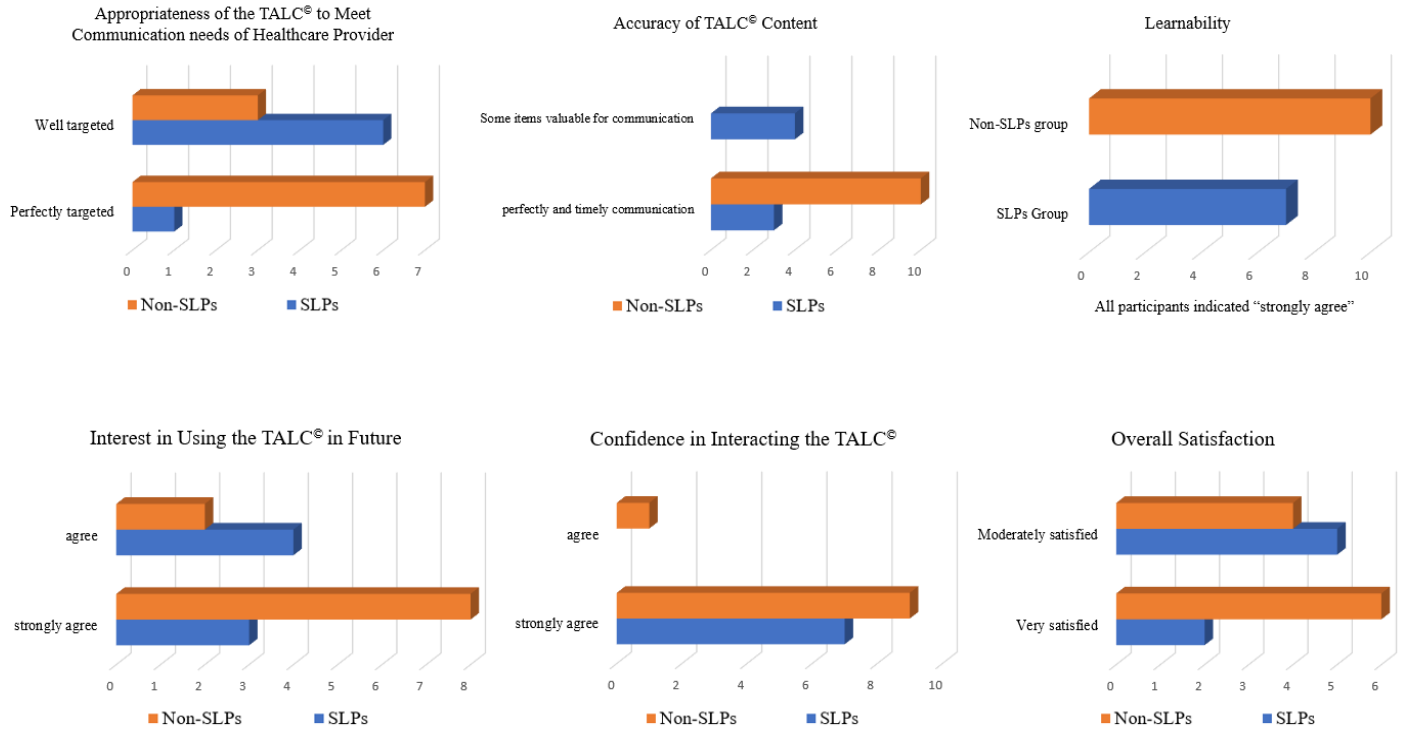 Appropriateness of the TALC© to Meet
Communication needs of Healthcare Provider
Well targeted
Perfectly targeted
0 1 2 3 4 5 6 7
Non-SLPs SLPs
Accuracy of TALC© Content
Some items valuable for communication
perfectly and timely communication
0 2 4 6 8 10
Non-SLPs SLPs
Learnability
Non-SLPs group
SLPs Group
0 2 4 6 8 10
All participants indicated “strongly agree”
Interest in Using the TALC© in Future
agree
strongly agree
0 1 2 3 4 5 6 7 8
Non-SLPs SLPs
Confidence in Interacting the TALC©
agree
strongly agree
0 2 4 6 8 10
Non-SLPs SLPs
Overall Satisfaction
Moderately satisfied
Very satisfied
0 1 2 3 4 5 6
Non-SLPs SLPs